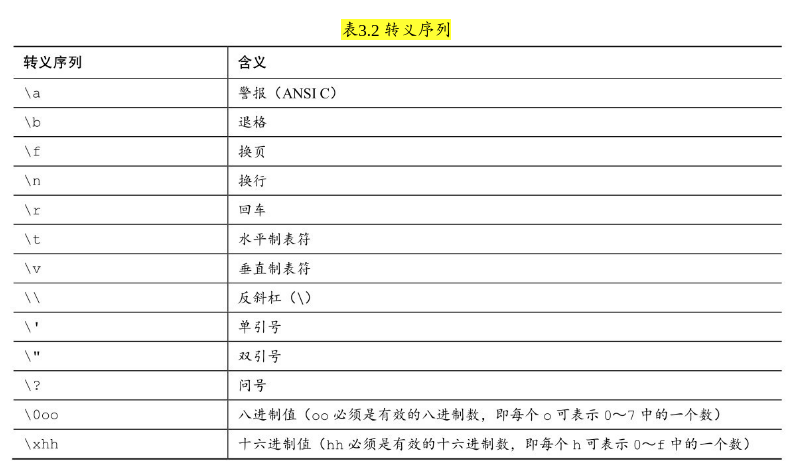 表3.2 转义序列
转义序列 含义
\a 警报（ANSI C）
\b 退格
\f 换页
\n 换行
\r 回车
\t 水平制表符
\v 垂直制表符
\\ 反斜杠（\）
\' 单引号
\" 双引号
\? 问号
\0oo 八进制值（oo 必须是有效的八进制数，即每个 o 可表示 0～7 中的一个数）
\xhh 十六进制值（hh 必须是有效的十六进制数，即每个 h 可表示 0～f 中的一个数）